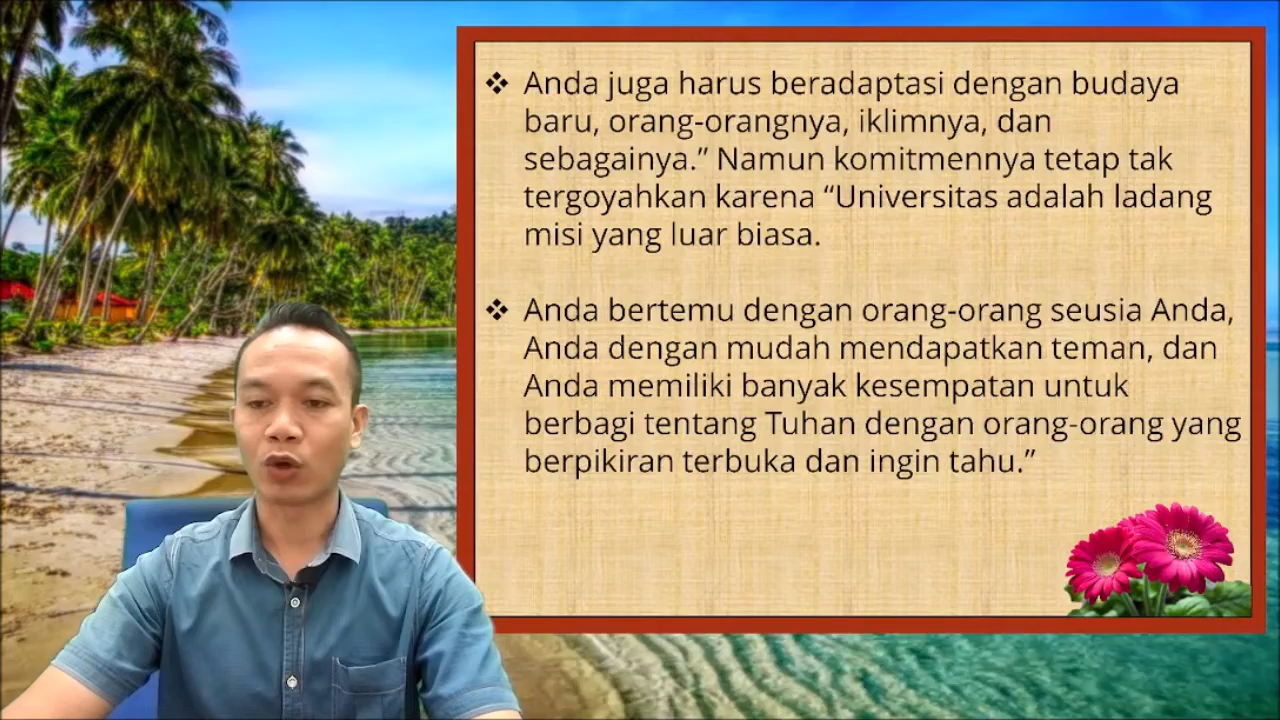 ❖ Anda juga harus beradaptasi dengan budaya
baru, orang-orangnya, iklimnya, dan
sebagainya.” Namun komitmennya tetap tak
tergoyahkan karena “Universitas adalah ladang
misi yang luar biasa.
❖ Anda bertemu dengan orang-orang seusia Anda,
Anda dengan mudah mendapatkan teman, dan
Anda memiliki banyak kesempatan untuk
berbagi tentang Tuhan dengan orang-orang yang
berpikiran terbuka dan ingin tahu.”